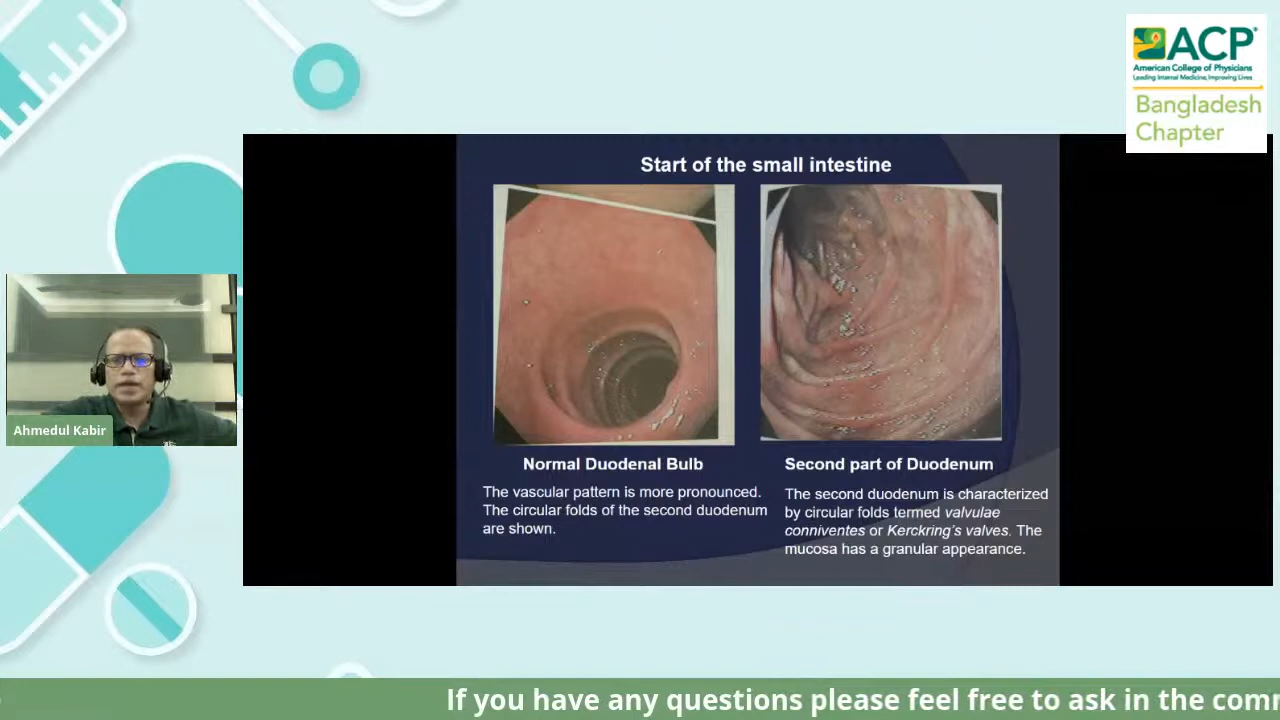 ACP
American College of Physicians
Leading Internal Medicine, Improving Lives
Bangladesh
Chapter
Start of the small intestine
Normal Duodenal Bulb
The vascular pattern is more pronounced.
The circular folds of the second duodenum
are shown.
Second part of Duodenum
The second duodenum is characterized
by circular folds termed valvulae
conniventes or Kerckring's valves. The
mucosa has a granular appearance.
Ahmedul Kabir
If you have any questions please feel free to ask in the